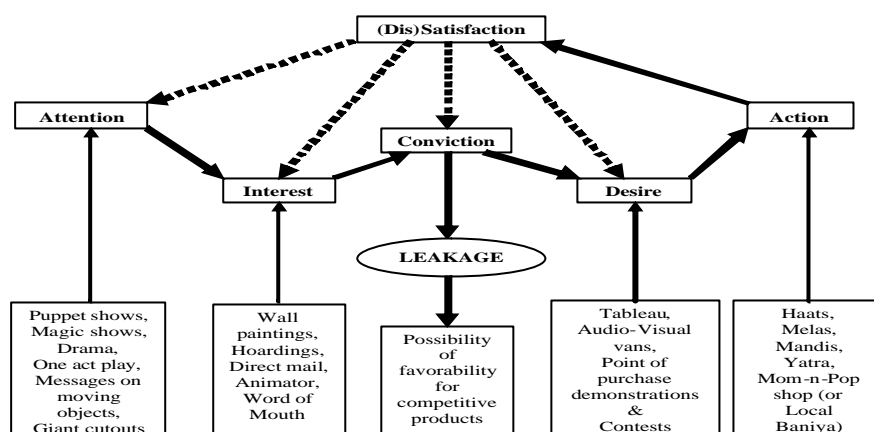 (Dis)Satisfaction
Attention
Action
Conviction
Interest
Desire
LEAKAGE
Puppet shows,
Magic shows,
Drama,
One act play,
Messages on
moving
objects,
Giant cutouts
Wall
paintings,
Hoardings,
Direct mail,
Animator,
Word of
Mouth
Possibility
of
favorability
for
competitive
products
Tableau,
Audio-Visual
vans,
Point of
purchase
demonstrations
&
Contests
Haats,
Melas,
Mandis,
Yatra,
Mom-n-Pop
shop (or
Local
Baniya)